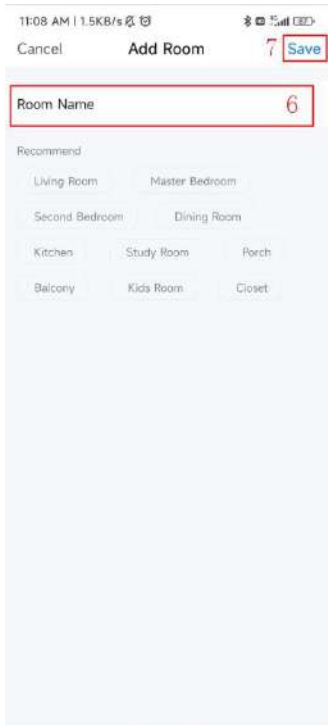 11:08 AM | 1.5KB/s
Cancel Add Room 7 Save
Room Name 6
Recommend
Living Room Master Bedroom
Second Bedroom Dining Room
Kitchen Study Room Porch
Balcony Kids Room Closet